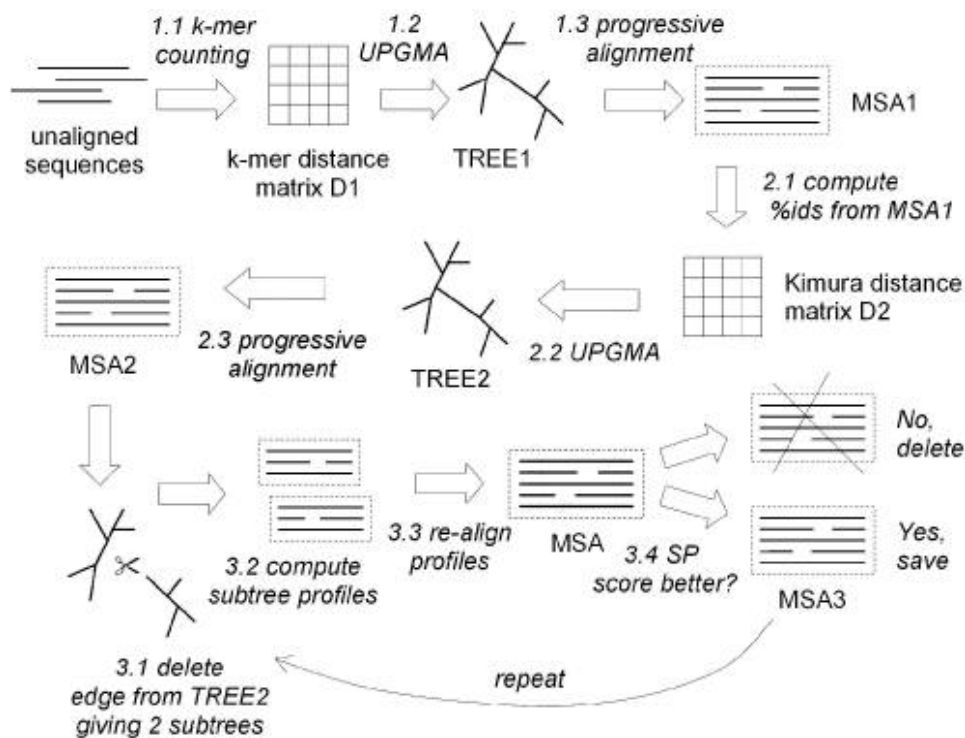 1.1 k-mer
counting
1.2
UPGMA
1.3 progressive
alignment
unaligned
sequences
k-mer distance
matrix D1
TREE1
MSA1
2.1 compute
%ids from MSA1
Kimura distance
matrix D2
2.2 UPGMA
TREE2
2.3 progressive
alignment
MSA2
3.1 delete
edge from TREE2
giving 2 subtrees
3.2 compute
subtree profiles
3.3 re-align
profiles
MSA
3.4 SP
score better?
No,
delete
Yes,
save
MSA3
repeat